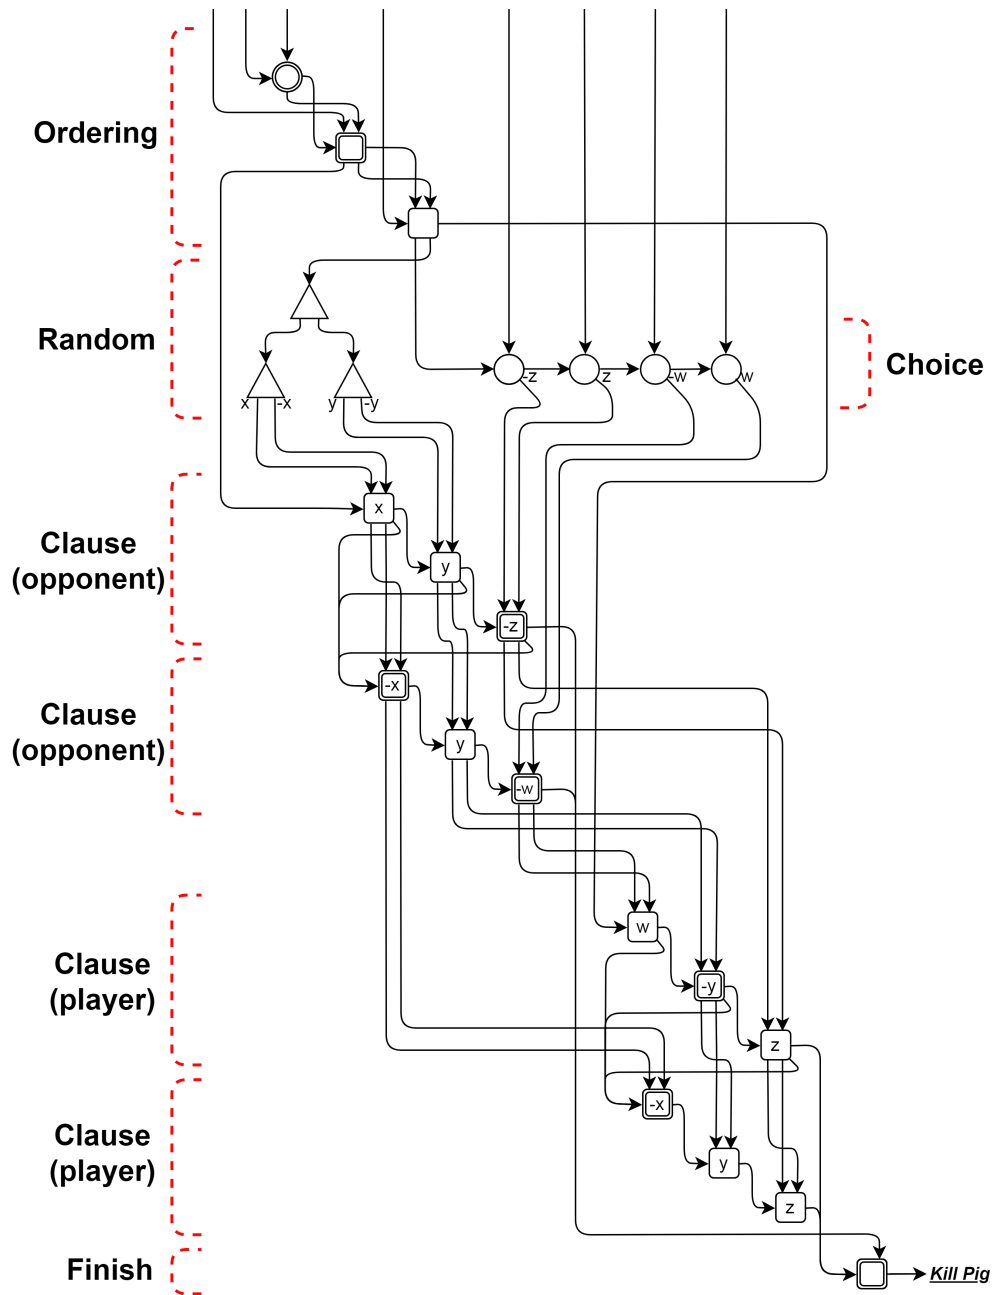 Ordering
Random
-z
z
-w
w
Choice
x
-x
y
-y
x
Clause
(opponent)
y
-z
-x
Clause
(opponent)
y
-w
w
Clause
(player)
-y
z
-x
Clause
(player)
y
z
Finish
Kill Pig